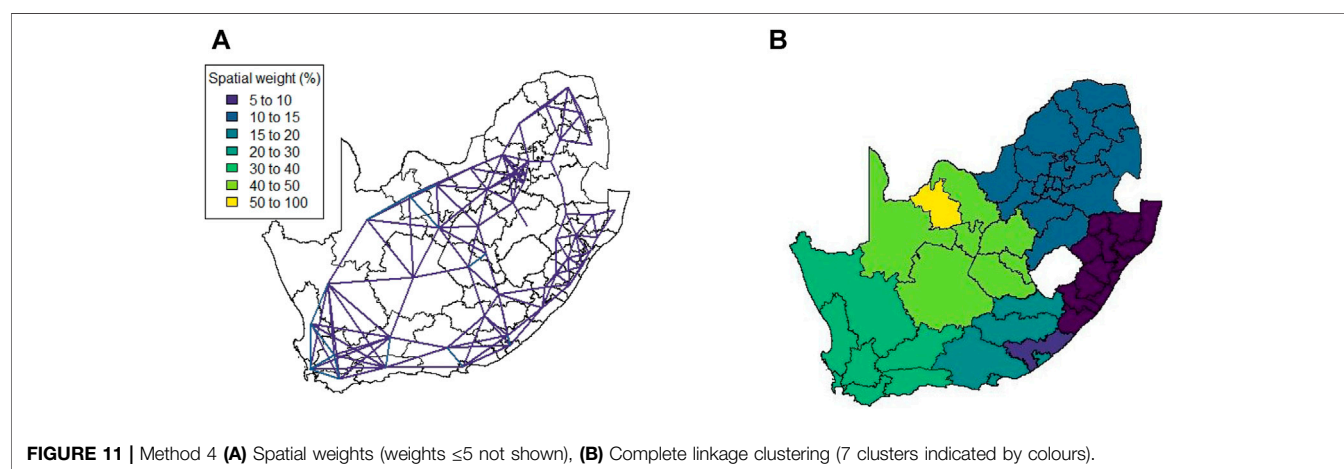 A
B
Spatial weight (%)
5 to 10
10 to 15
15 to 20
20 to 30
30 to 40
40 to 50
50 to 100
FIGURE 11 | Method 4 (A) Spatial weights (weights ≤5 not shown), (B) Complete linkage clustering (7 clusters indicated by colours).